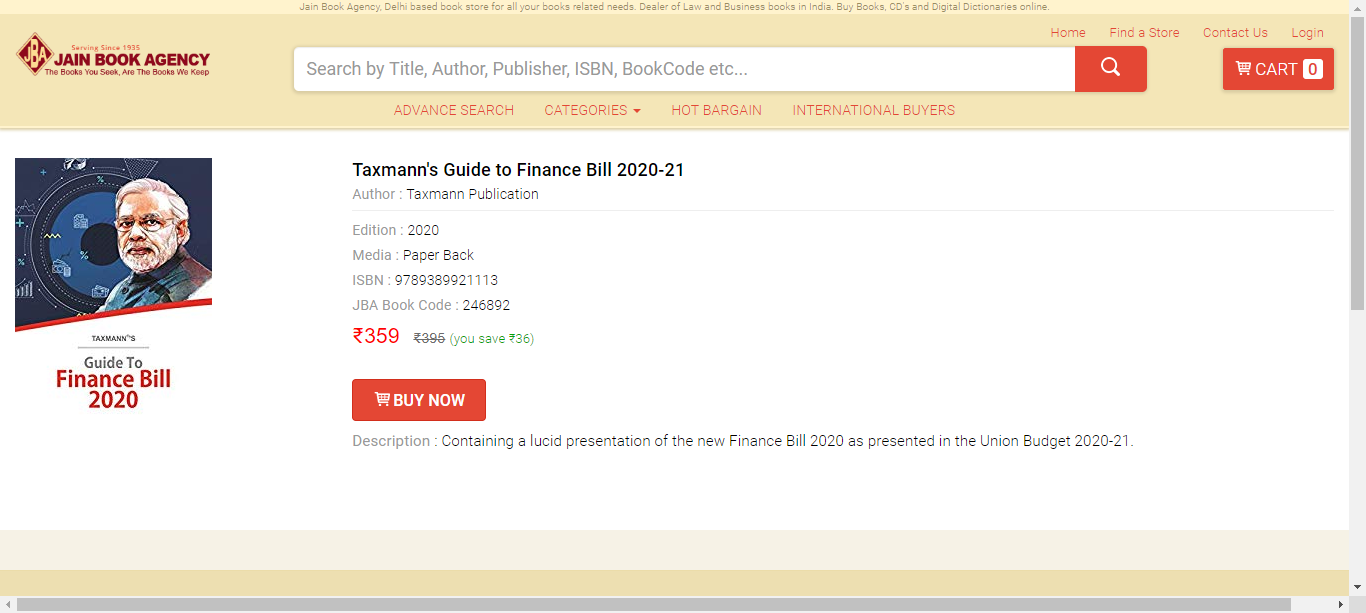 Jain Book Agency, Delhi based book store for all your books related needs. Dealer of Law and Business books in India. Buy Books, CD's and Digital Dictionaries online.
Home Find a Store Contact Us Login
JBA
Serving Since 1935
JAIN BOOK AGENCY
The Books You Seek, Are The Books We Keep
Search by Title, Author, Publisher, ISBN, BookCode etc...
CART 0
ADVANCE SEARCH CATEGORIES HOT BARGAIN INTERNATIONAL BUYERS
TAXMANN'S
Guide To
Finance Bill
2020
Taxmann's Guide to Finance Bill 2020-21
Author : Taxmann Publication
Edition : 2020
Media : Paper Back
ISBN : 9789389921113
JBA Book Code : 246892
₹359 ₹395 (you save ₹36)
BUY NOW
Description : Containing a lucid presentation of the new Finance Bill 2020 as presented in the Union Budget 2020-21.